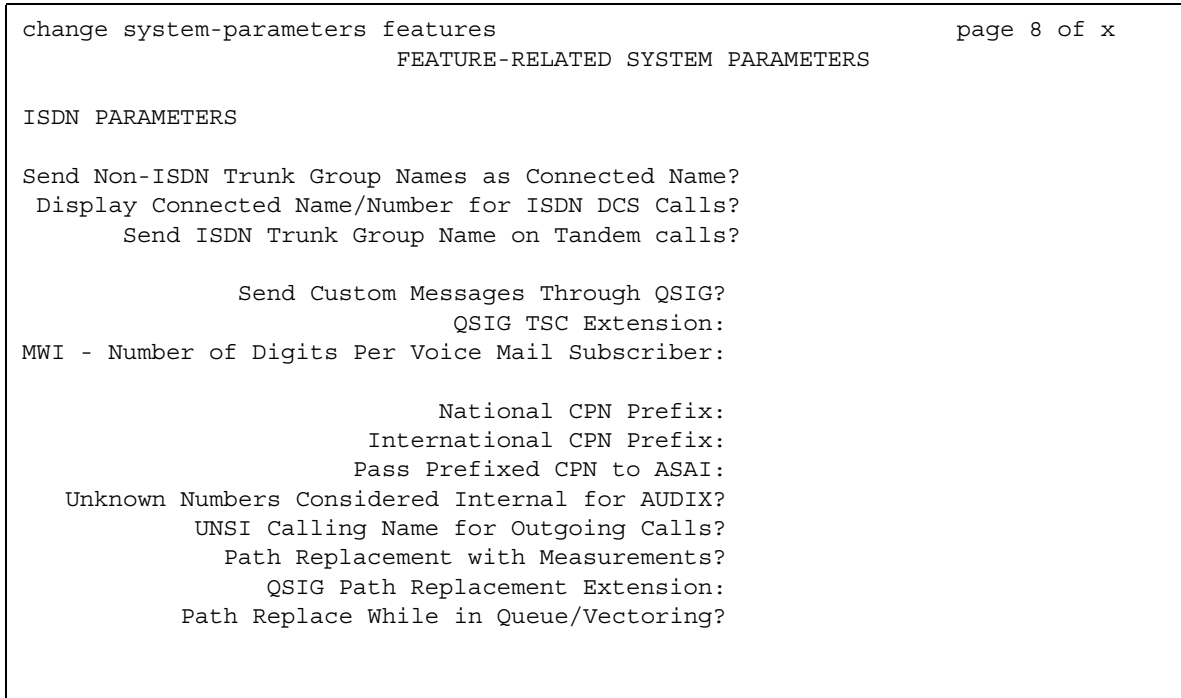 change system-parameters features page 8 of x
FEATURE-RELATED SYSTEM PARAMETERS
ISDN PARAMETERS
Send Non-ISDN Trunk Group Names as Connected Name?
Display Connected Name/Number for ISDN DCS Calls?
Send ISDN Trunk Group Name on Tandem calls?
Send Custom Messages Through QSIG?
QSIG TSC Extension:
MWI - Number of Digits Per Voice Mail Subscriber:
National CPN Prefix:
International CPN Prefix:
Pass Prefixed CPN to ASAI:
Unknown Numbers Considered Internal for AUDIX?
UNSI Calling Name for Outgoing Calls?
Path Replacement with Measurements?
QSIG Path Replacement Extension:
Path Replace While in Queue/Vectoring?